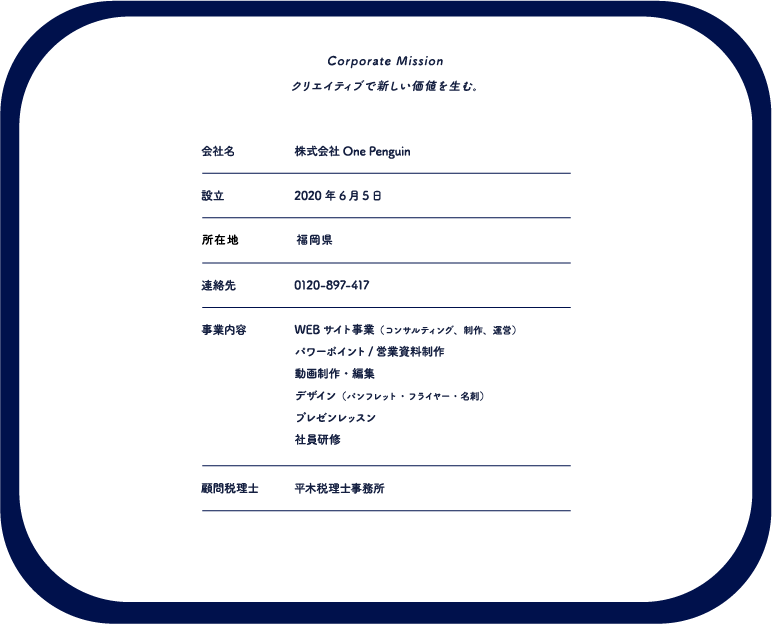 Corporate Mission
クリエイティブで新しい価値を生む。
会社名 株式会社 One Penguin
設立 2020 年 6 月 5 日
所在地 福岡県
連絡先 0120-897-417
事業内容 WEB サイト事業（コンサルティング、制作、運営）
パワーポイント / 営業資料制作
動画制作・編集
デザイン（パンフレット・フライヤー・名刺）
プレゼンレッスン
社員研修
顧問税理士 平木税理士事務所